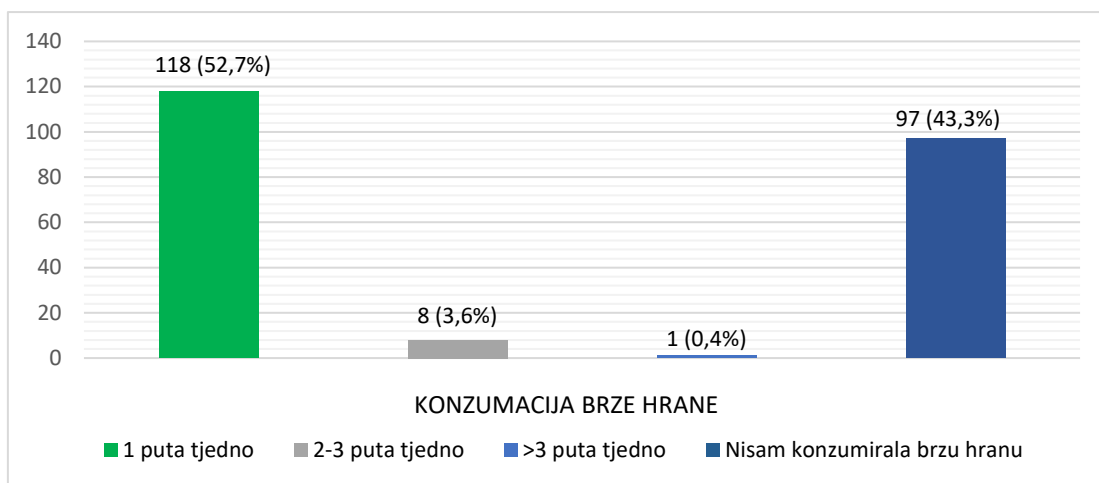 140
118 (52,7%)
120
97 (43,3%)
100
80
60
40
20
8 (3,6%)
1 (0,4%)
0
KONZUMACIJA BRZE HRANE
1 puta tjedno
2-3 puta tjedno
>3 puta tjedno
Nisam konzumirala brzu hranu